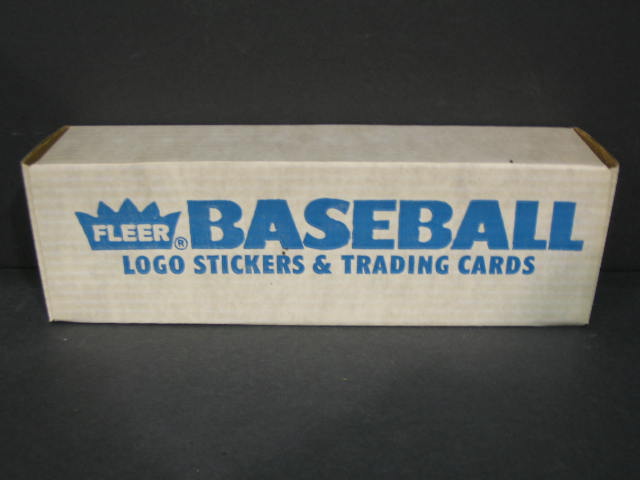 FLEER® BASEBALL
LOGO STICKERS & TRADING CARDS